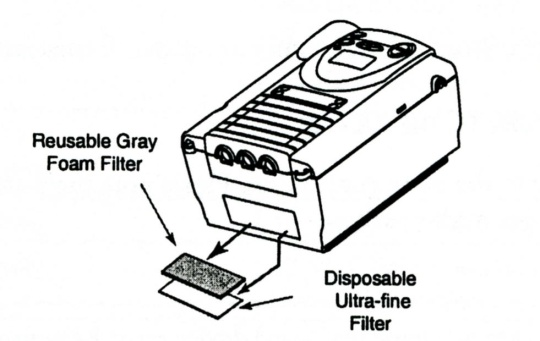 Reusable Gray
Foam Filter
Disposable
Ultra-fine
Filter